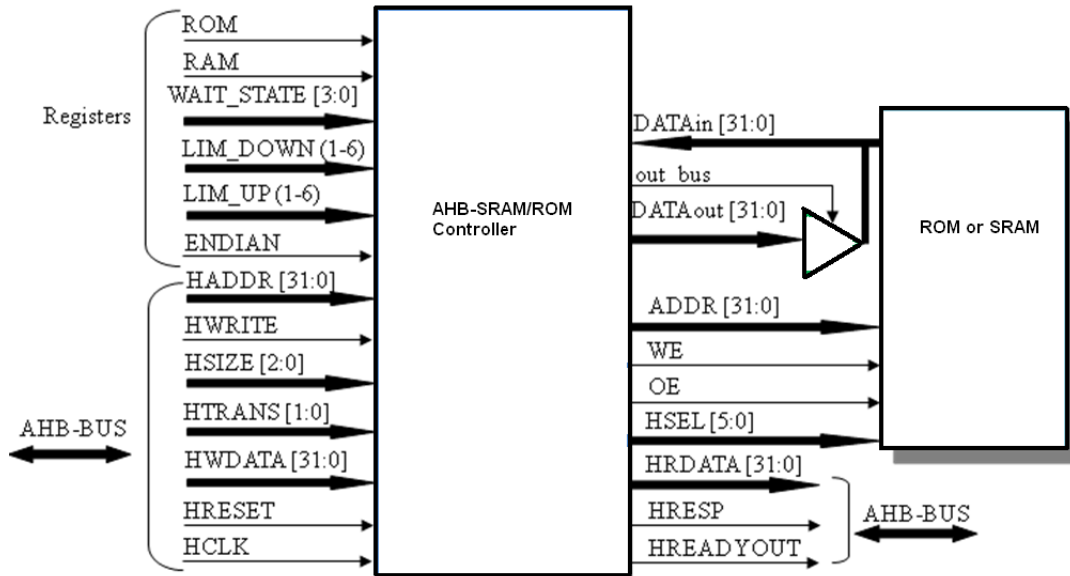 ROM
RAM
WAIT_STATE [3:0]
Registers
LIM_DOWN (1-6)
LIM_UP (1-6)
ENDIAN
HADDR [31:0]
HWRITE
HSIZE [2:0]
HTRANS [1:0]
AHB-BUS
HWDATA [31:0]
HRESET
HCLK
AHB-SRAM/ROM
Controller
DATAin [31:0]
out_bus
DATAout [31:0]
ADDR [31:0]
WE
OE
HSEL [5:0]
HRDATA [31:0]
HRESP
HREADYOUT
AHB-BUS
ROM or SRAM